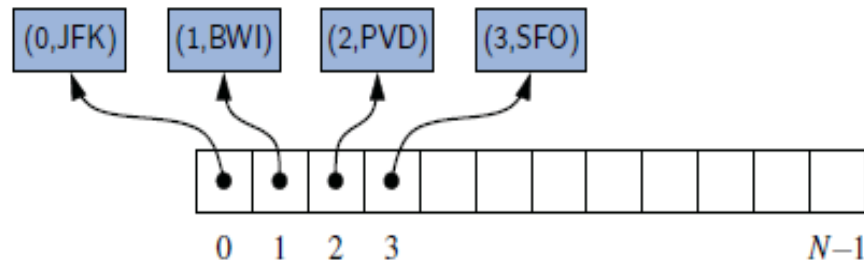 (0,JFK) (1,BWI) (2,PVD) (3,SFO)
0 1 2 3 N−1